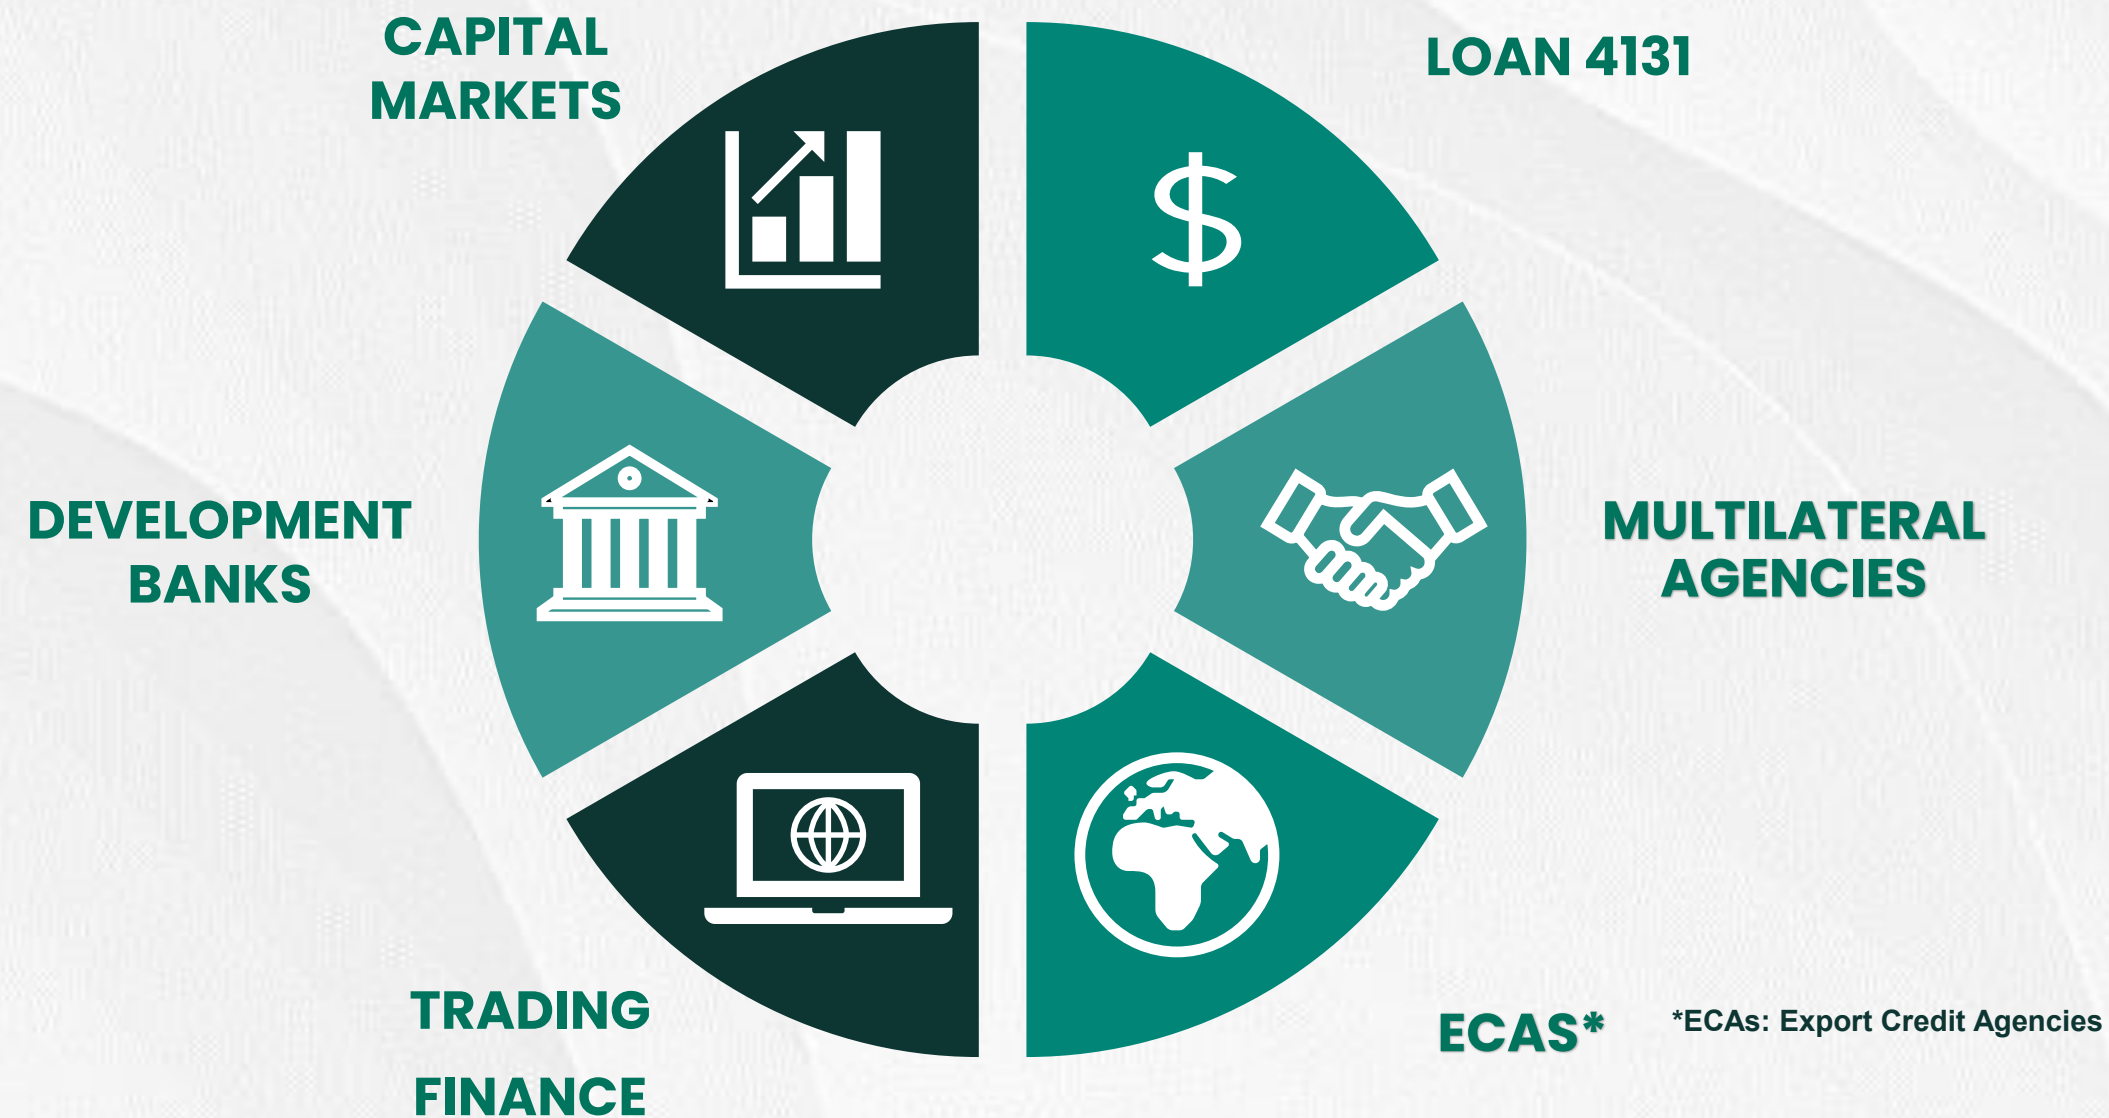 CAPITAL
MARKETS
LOAN 4131
$
DEVELOPMENT
BANKS
MULTILATERAL
AGENCIES
TRADING
FINANCE
ECAS*
*ECAs: Export Credit Agencies